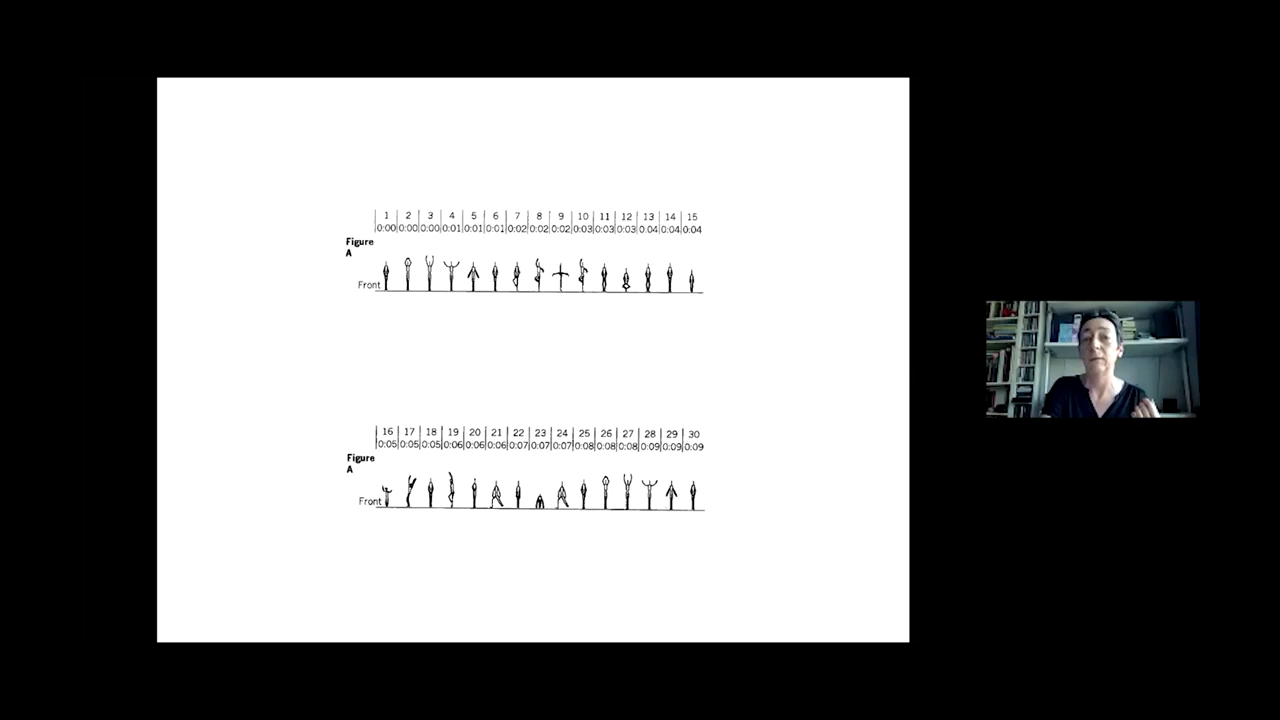 1 2 3 4 5 6 7 8 9 10 11 12 13 14 15
0:00 0:00 0:00 0:01 0:01 0:01 0:02 0:02 0:02 0:03 0:03 0:03 0:04 0:04 0:04
Figure
A
Front
16 17 18 19 20 21 22 23 24 25 26 27 28 29 30
0:05 0:05 0:05 0:06 0:06 0:06 0:07 0:07 0:07 0:08 0:08 0:08 0:09 0:09 0:09
Figure
A
Front